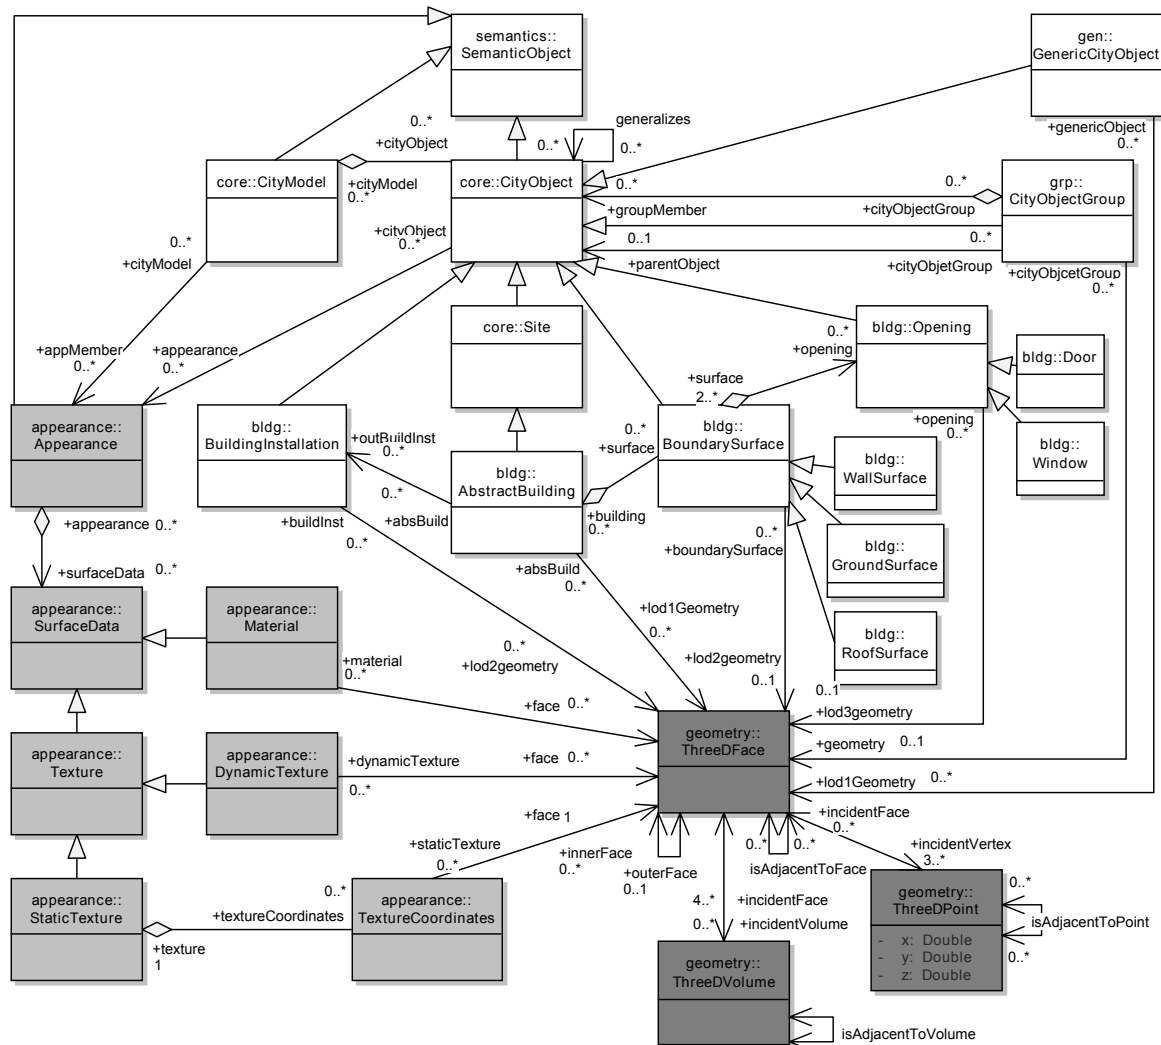 semantics::
SemanticObject
gen::
GenericCityObject
0..*
+cityObject
generalizes
0..*
0..*
+genericObject
0..*
core::CityModel
+cityModel
0..*
core::CityObject
0..*
0..*
grp::
CityObjectGroup
+groupMember
+cityObjectGroup
0..*
+cityModel
+cityObject
0..*
0..1
0..*
+parentObject
+cityObjetGroup
+cityObjcetGroup
0..*
core::Site
0..*
+opening
bldg::Opening
bldg::Door
+appMember
0..*
+appearance
0..*
+surface
2..*
appearance::
Appearance
bldg::
BuildingInstallation
+outBuildInst
0..*
0..*
+surface
bldg::
BoundarySurface
+opening
0..*
bldg::
Window
bldg::
WallSurface
bldg::
AbstractBuilding
0..*
+absBuild
+building
0..*
+appearance
0..*
+buildInst
0..*
0..*
+boundarySurface
bldg::
GroundSurface
+absBuild
0..*
+surfaceData
0..*
appearance::
SurfaceData
appearance::
Material
+lod1Geometry
0..*
bldg::
RoofSurface
+material
0..*
0..*
+lod2geometry
+lod2geometry
0..1
0..1
+face
0..*
geometry::
ThreeDFace
+lod3geometry
+geometry
0..1
appearance::
Texture
appearance::
DynamicTexture
+dynamicTexture
0..*
+face
0..*
+lod1Geometry
0..*
+face
1
+incidentFace
0..*
+staticTexture
0..*
+innerFace
0..*
+outerFace
0..1
0..*
0..*
isAdjacentToFace
+incidentVertex
3..*
appearance::
StaticTexture
0..*
+textureCoordinates
appearance::
TextureCoordinates
+texture
1
4..*
+incidentFace
0..*
+incidentVolume
geometry::
ThreeDPoint
- x: Double
- y: Double
- z: Double
0..*
isAdjacentToPoint
0..*
geometry::
ThreeDVolume
isAdjacentToVolume